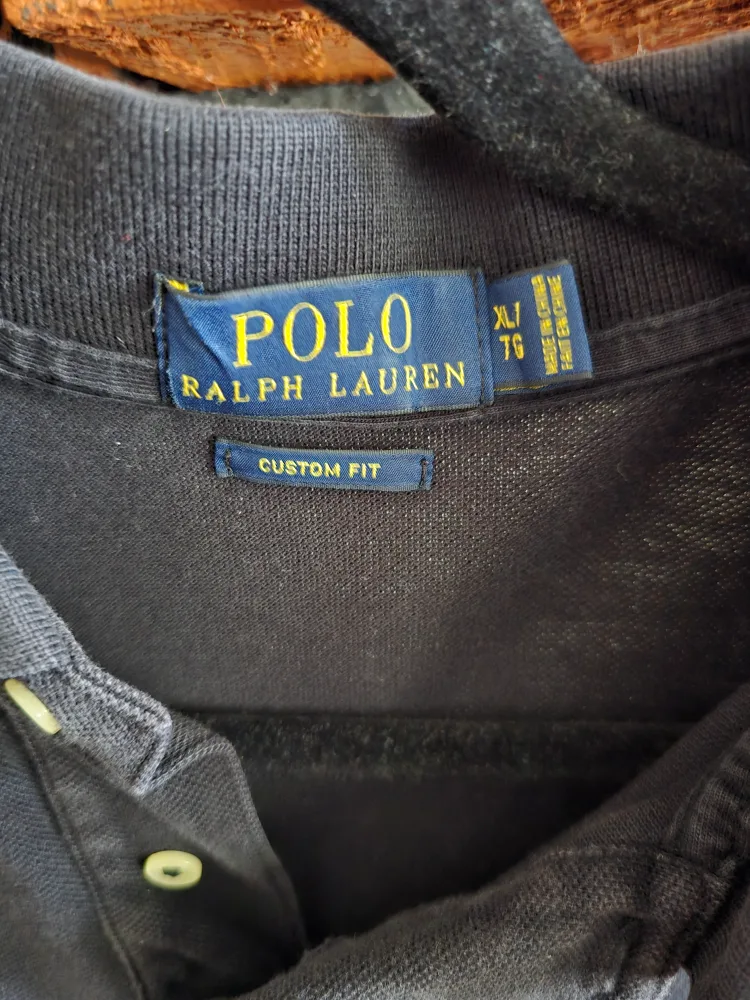 POLO
RALPH LAUREN
XL/
TG
MADE IN CHINA
FAIT EN CHINE
CUSTOM FIT